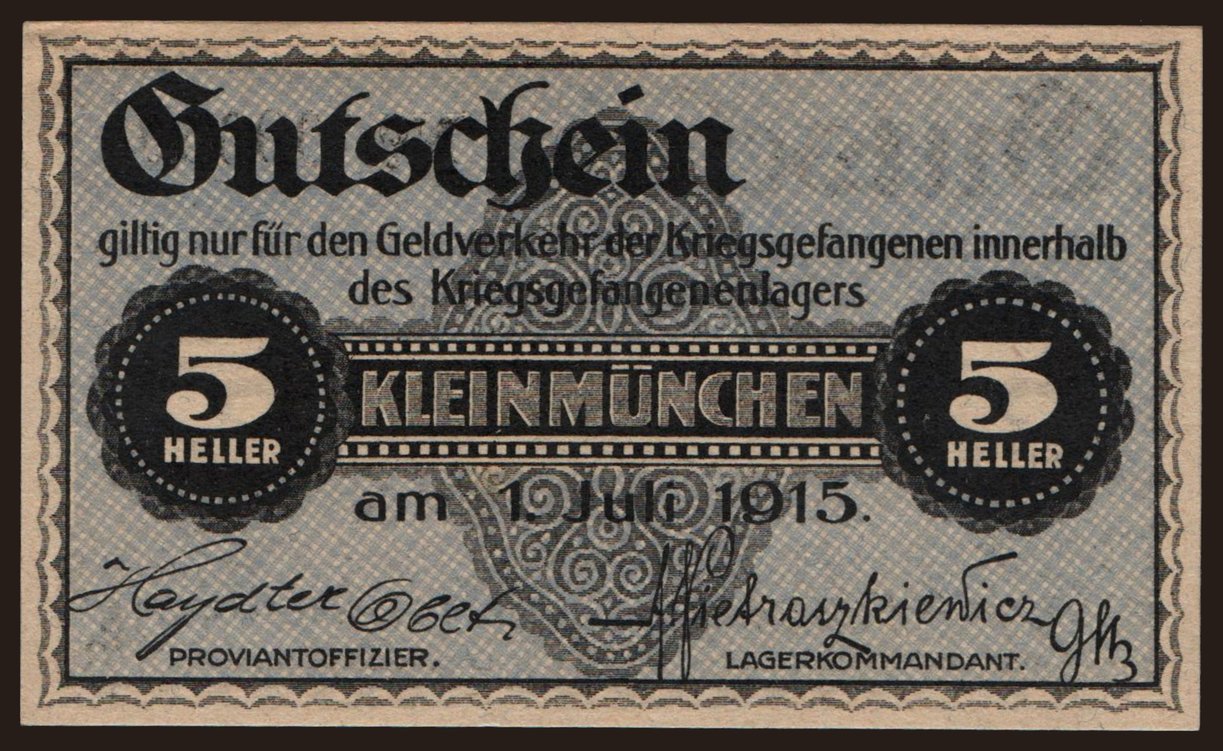 Gutschein
giltig nur für den Geldverkehr der Kriegsgefangenen innerhalb
des Kriegsgefangenenlagers
5 HELLER
KLEINMÜNCHEN
5 HELLER
am 1. Juli 1915.
Haydter Oblt
Pietraszkiewicz
PROVIANTOFFIZIER.
LAGERKOMMANDANT.